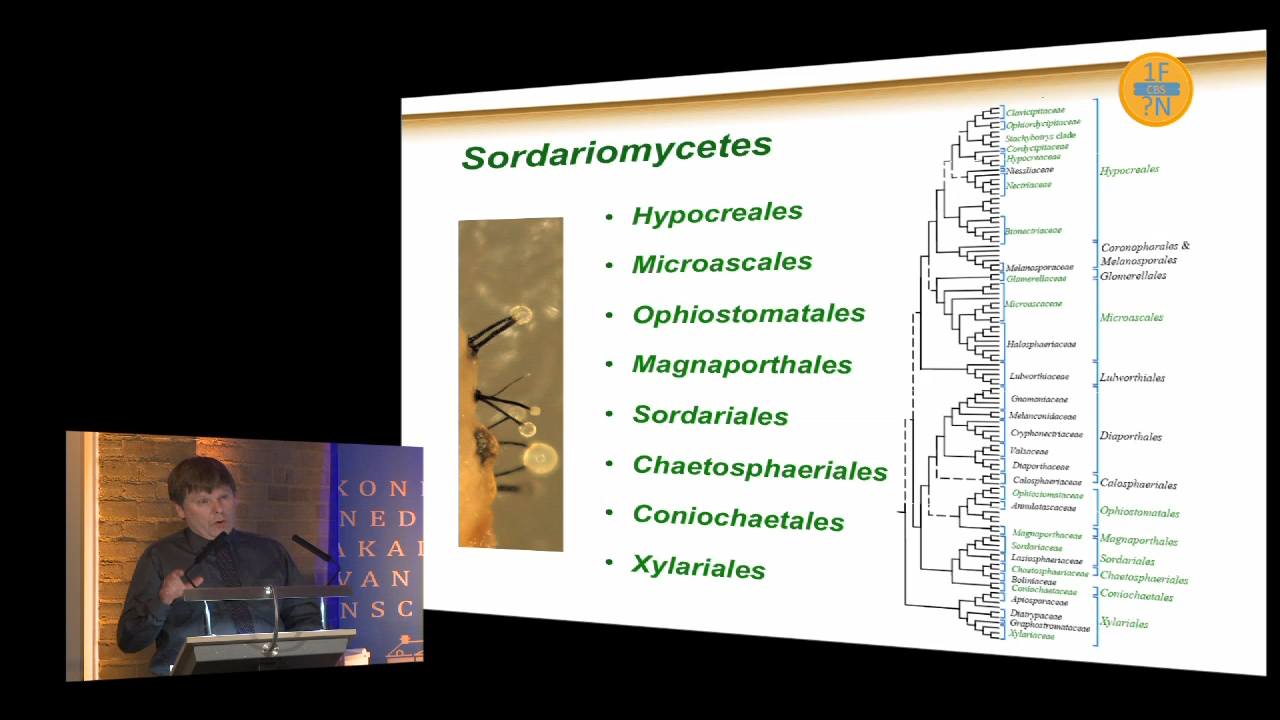 1F
CBS
?N
Sordariomycetes
• Hypocreales
• Microascales
• Ophiostomatales
• Magnaporthales
• Sordariales
• Chaetosphaeriales
• Coniochaetales
• Xylariales
Clavicipitaceae
Ophiordycipitaceae
Stachybotrys clade
Cordycipitaceae
Hypocreaceae
Niessliaceae
Nectriaceae
Bionectriaceae
Melanosporaceae
Glomerellaceae
Microascaceae
Halosphaeriaceae
Lulworthiaceae
Gnomoniaceae
Melanconidaceae
Cryphonectriaceae
Valsaceae
Diaporthaceae
Calosphaeriaceae
Ophiostomataceae
Annulatascaceae
Magnaporthaceae
Sordariaceae
Lasiosphaeriaceae
Chaetosphaeriaceae
Boliniaceae
Coniochaetaceae
Apiosporaceae
Diatrypaceae
Graphostromataceae
Xylariaceae
Hypocreales
Coronophorales &
Melanosporales
Glomerellales
Microascales
Lulworthiales
Diaporthales
Calosphaeriales
Ophiostomatales
Magnaporthales
Sordariales
Chaetosphaeriales
Coniochaetales
Xylariales
KONI
NED
AKAI
VAN
NSC